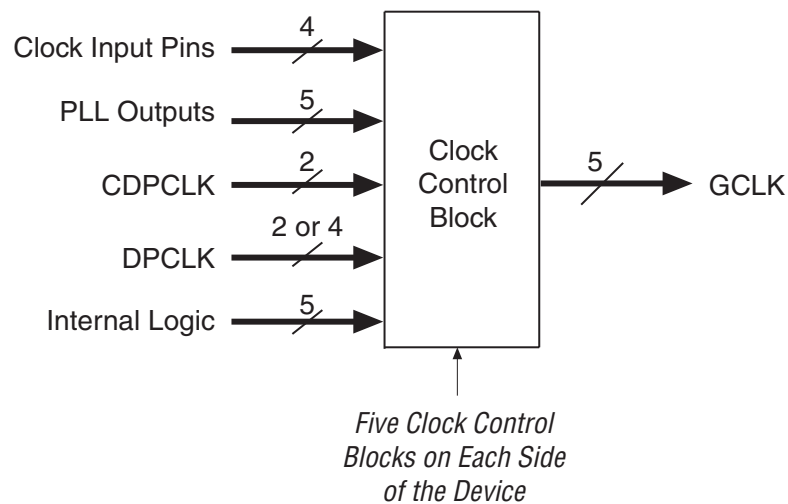 4
Clock Input Pins
5
PLL Outputs
2
CDPCLK
2 or 4
DPCLK
5
Internal Logic
Clock
Control
Block
5
GCLK
Five Clock Control
Blocks on Each Side
of the Device